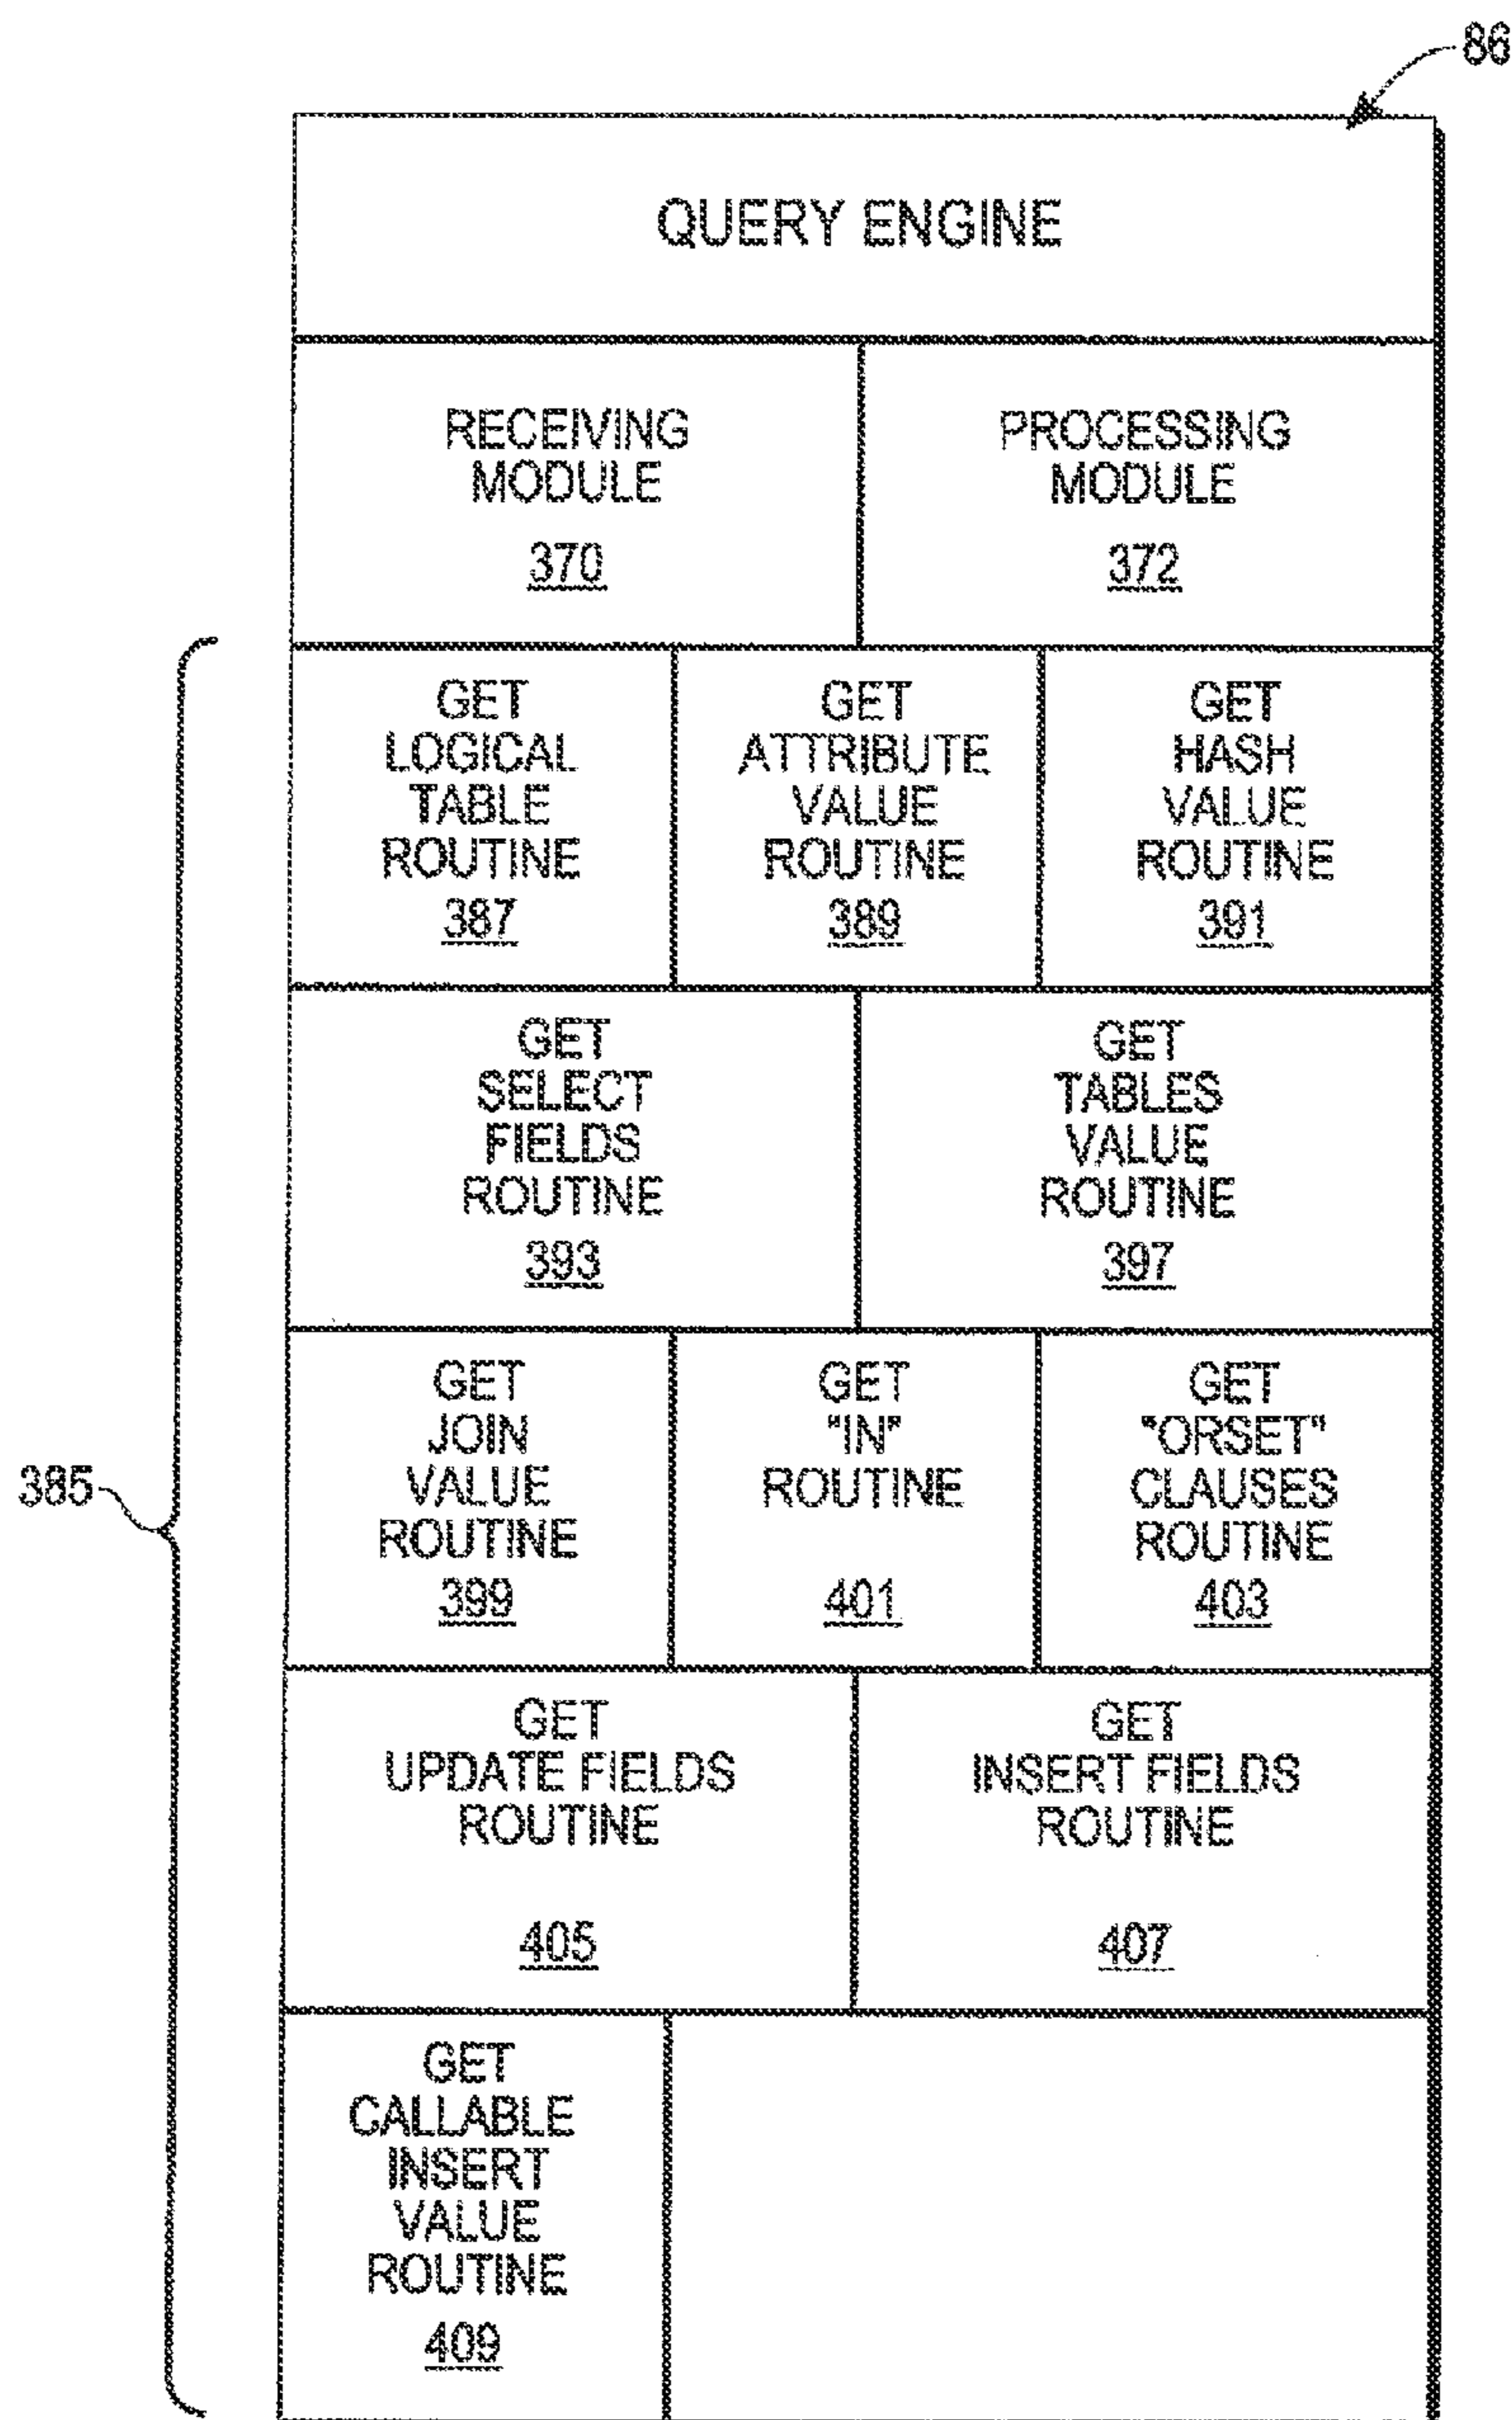 86
QUERY ENGINE
RECEIVING
MODULE
370
PROCESSING
MODULE
372
GET
LOGICAL
TABLE
ROUTINE
387
GET
ATTRIBUTE
VALUE
ROUTINE
389
GET
HASH
VALUE
ROUTINE
391
GET
SELECT
FIELDS
ROUTINE
393
GET
TABLES
VALUE
ROUTINE
397
385
GET
JOIN
VALUE
ROUTINE
399
GET
"IN"
ROUTINE
401
GET
"ORSET"
CLAUSES
ROUTINE
403
GET
UPDATE FIELDS
ROUTINE
405
GET
INSERT FIELDS
ROUTINE
407
GET
CALLABLE
INSERT
VALUE
ROUTINE
409